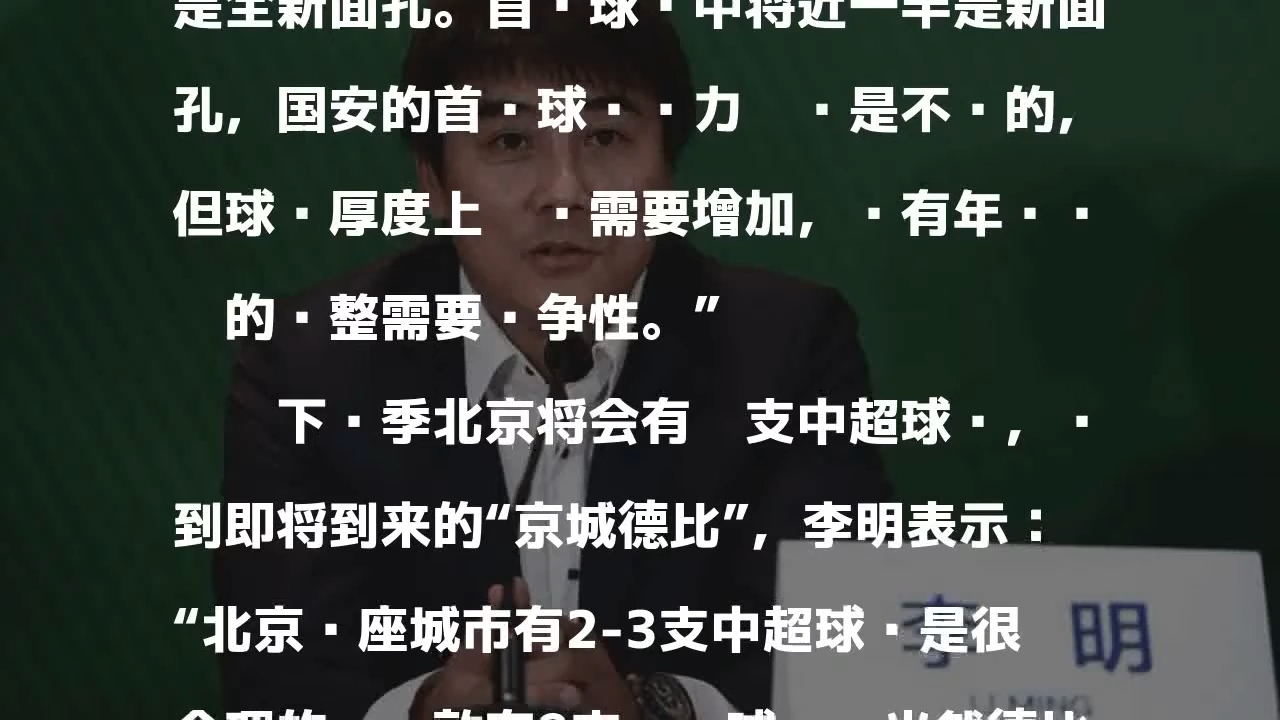 是全新面孔。首▪球▪中将近一半是新面
孔，国安的首▪球▪▪力　▪是不▪的，
但球▪厚度上　▪需要增加，▪有年▪▪
的▪整需要▪争性。”
下▪季北京将会有　支中超球▪，▪
到即将到来的“京城德比”，李明表示：
“北京▪座城市有2-3支中超球▪是很
李 明
LI MING